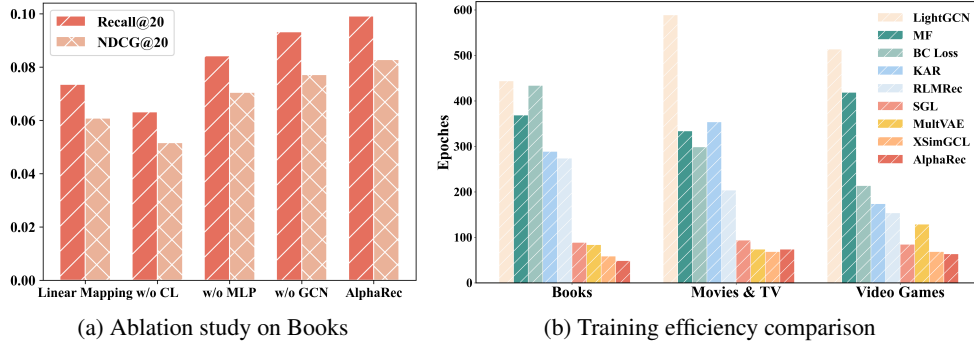 0.10
0.08
0.06
0.04
0.02
0.00
Recall@20
NDCG@20
Linear Mapping w/o CL w/o MLP w/o GCN AlphaRec
(a) Ablation study on Books
Epoches
600
500
400
300
200
100
0
LightGCN
MF
BC Loss
KAR
RLMRec
SGL
MultVAE
XSimGCL
AlphaRec
Books Movies & TV Video Games
(b) Training efficiency comparison